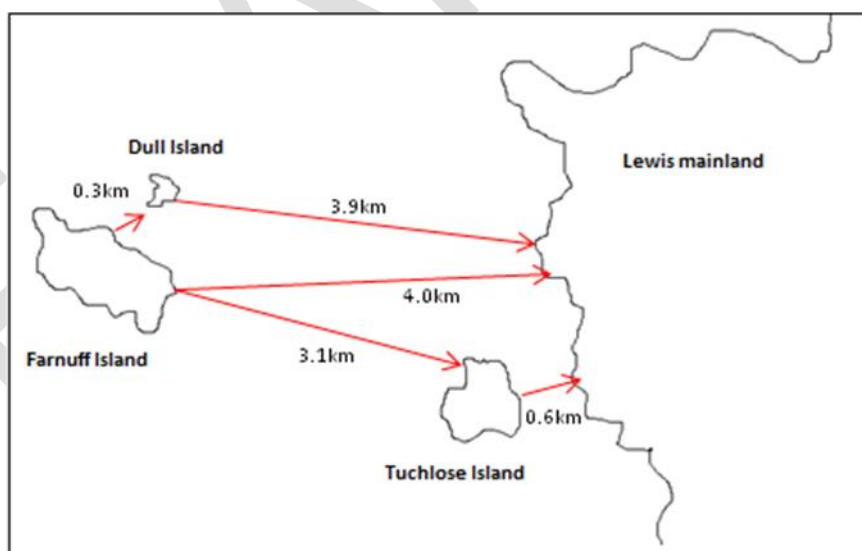 Dull Island
Lewis mainland
0.3km
3.9km
4.0km
Farnuff Island
3.1km
0.6km
Tuchlose Island